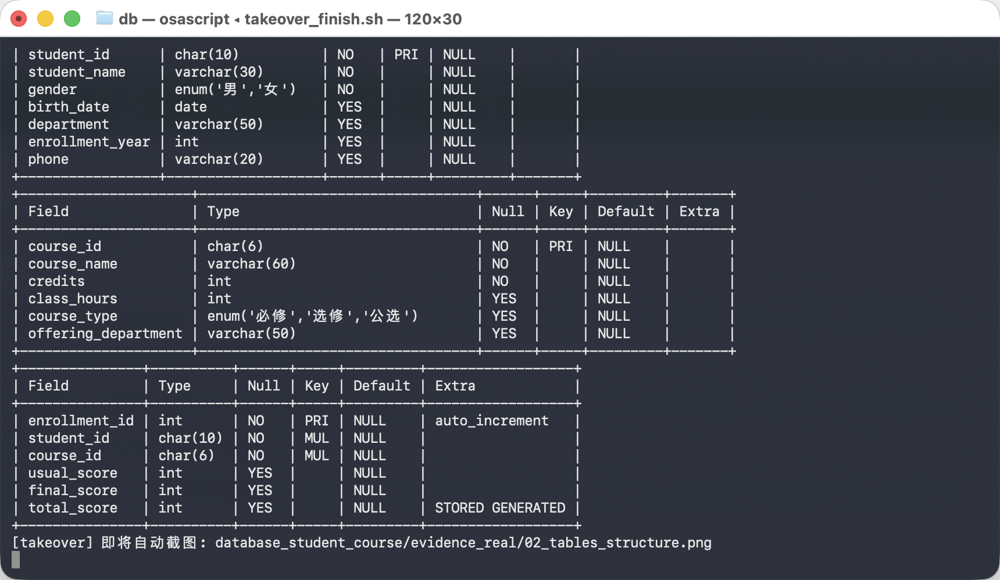 db — osascript ◂ takeover_finish.sh — 120×30
| student_id      | char(10)          | NO   | PRI | NULL    |       |
| student_name    | varchar(30)       | NO   |     | NULL    |       |
| gender          | enum('男','女')   | NO   |     | NULL    |       |
| birth_date      | date              | YES  |     | NULL    |       |
| department      | varchar(50)       | YES  |     | NULL    |       |
| enrollment_year | int               | YES  |     | NULL    |       |
| phone           | varchar(20)       | YES  |     | NULL    |       |
+-----------------+-------------------+------+-----+---------+-------+
+---------------------+----------------------------------+------+-----+---------+-------+
| Field               | Type                             | Null | Key | Default | Extra |
+---------------------+----------------------------------+------+-----+---------+-------+
| course_id           | char(6)                          | NO   | PRI | NULL    |       |
| course_name         | varchar(60)                      | NO   |     | NULL    |       |
| credits             | int                              | NO   |     | NULL    |       |
| class_hours         | int                              | YES  |     | NULL    |       |
| course_type         | enum('必修','选修','公选')       | YES  |     | NULL    |       |
| offering_department | varchar(50)                      | YES  |     | NULL    |       |
+---------------------+----------------------------------+------+-----+---------+-------+
+---------------+----------+------+-----+---------+------------------+
| Field         | Type     | Null | Key | Default | Extra            |
+---------------+----------+------+-----+---------+------------------+
| enrollment_id | int      | NO   | PRI | NULL    | auto_increment   |
| student_id    | char(10) | NO   | MUL | NULL    |                  |
| course_id     | char(6)  | NO   | MUL | NULL    |                  |
| usual_score   | int      | YES  |     | NULL    |                  |
| final_score   | int      | YES  |     | NULL    |                  |
| total_score   | int      | YES  |     | NULL    | STORED GENERATED |
+---------------+----------+------+-----+---------+------------------+
[takeover] 即将自动截图: database_student_course/evidence_real/02_tables_structure.png